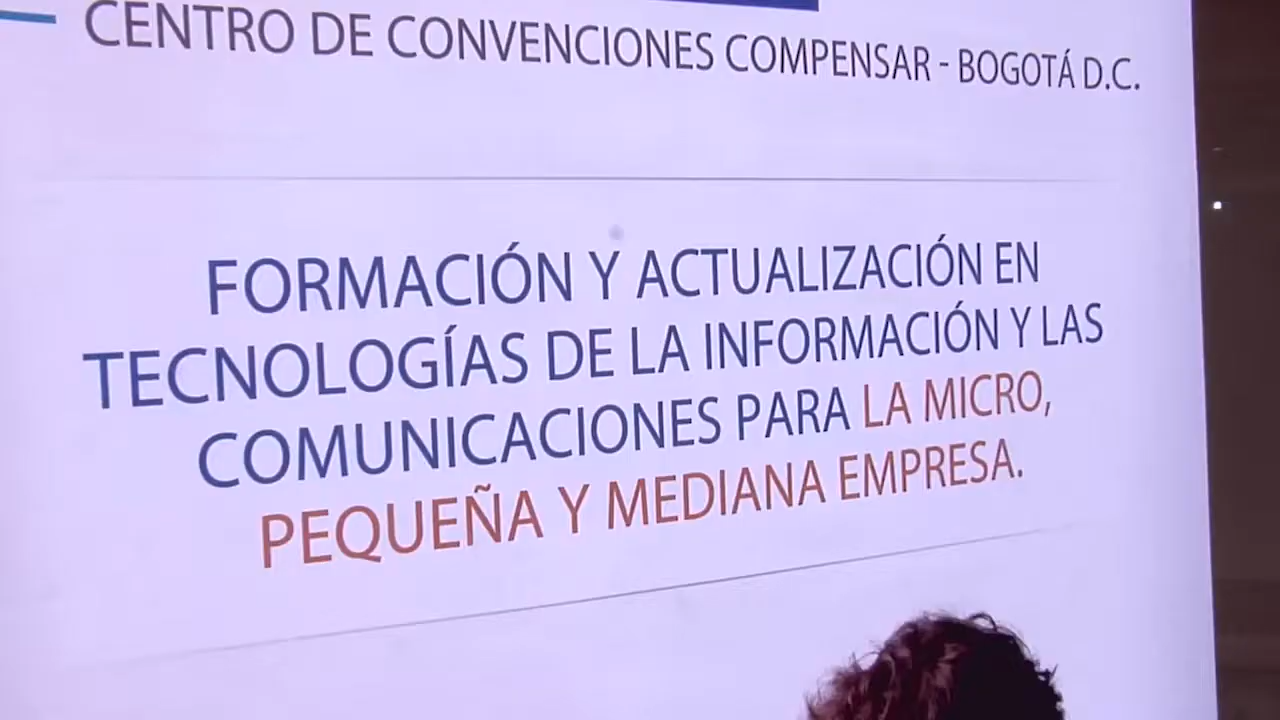 CENTRO DE CONVENCIONES COMPENSAR - BOGOTÁ D.C.
FORMACIÓN Y ACTUALIZACIÓN EN
TECNOLOGÍAS DE LA INFORMACIÓN Y LAS
COMUNICACIONES PARA LA MICRO,
PEQUEÑA Y MEDIANA EMPRESA.